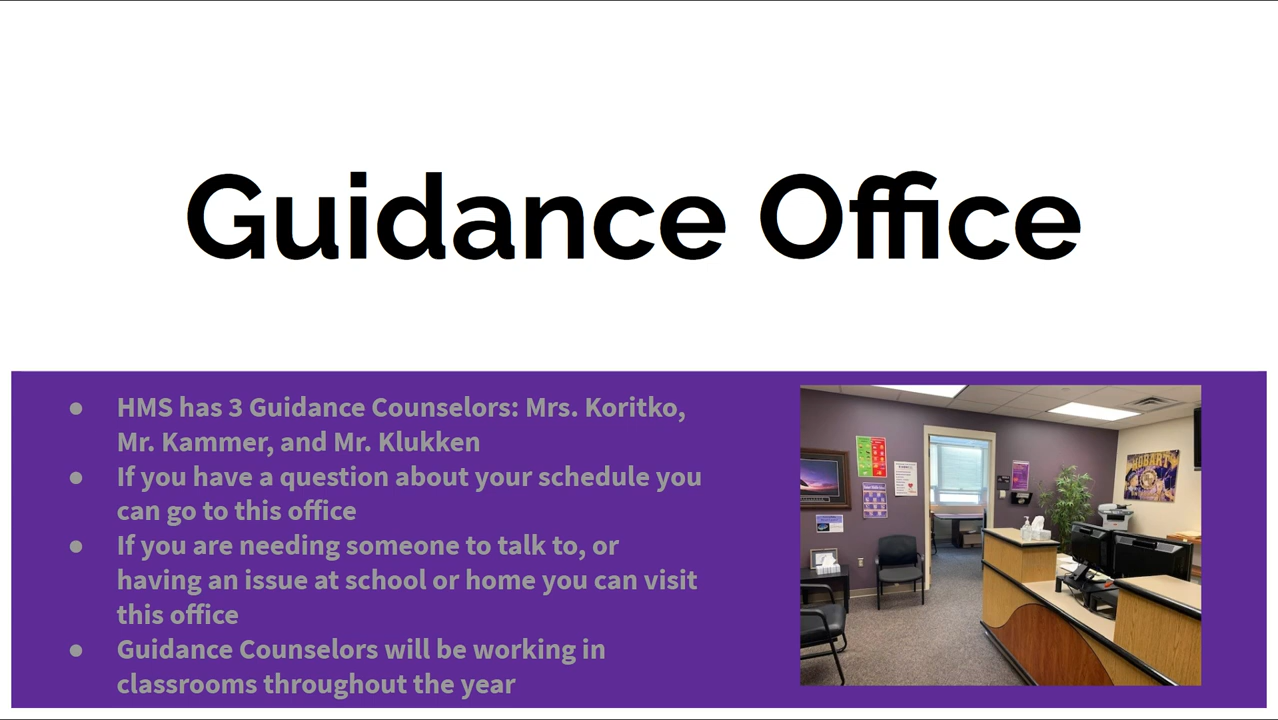 Guidance Office
● HMS has 3 Guidance Counselors: Mrs. Koritko,
Mr. Kammer, and Mr. Klukken
● If you have a question about your schedule you
can go to this office
● If you are needing someone to talk to, or
having an issue at school or home you can visit
this office
● Guidance Counselors will be working in
classrooms throughout the year
HOBART